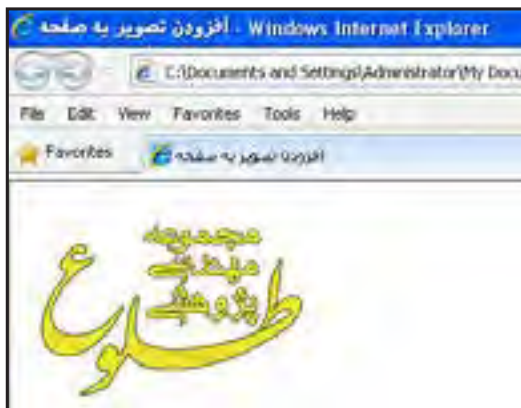 افزودن تصویر به صفحه - Windows Internet Explorer
C:\Documents and Settings\Administrator\My Docu
File Edit View Favorites Tools Help
Favorites افزودن تصویر به صفحه
مجموعه
مهندسی
پژوهشی
طلوع